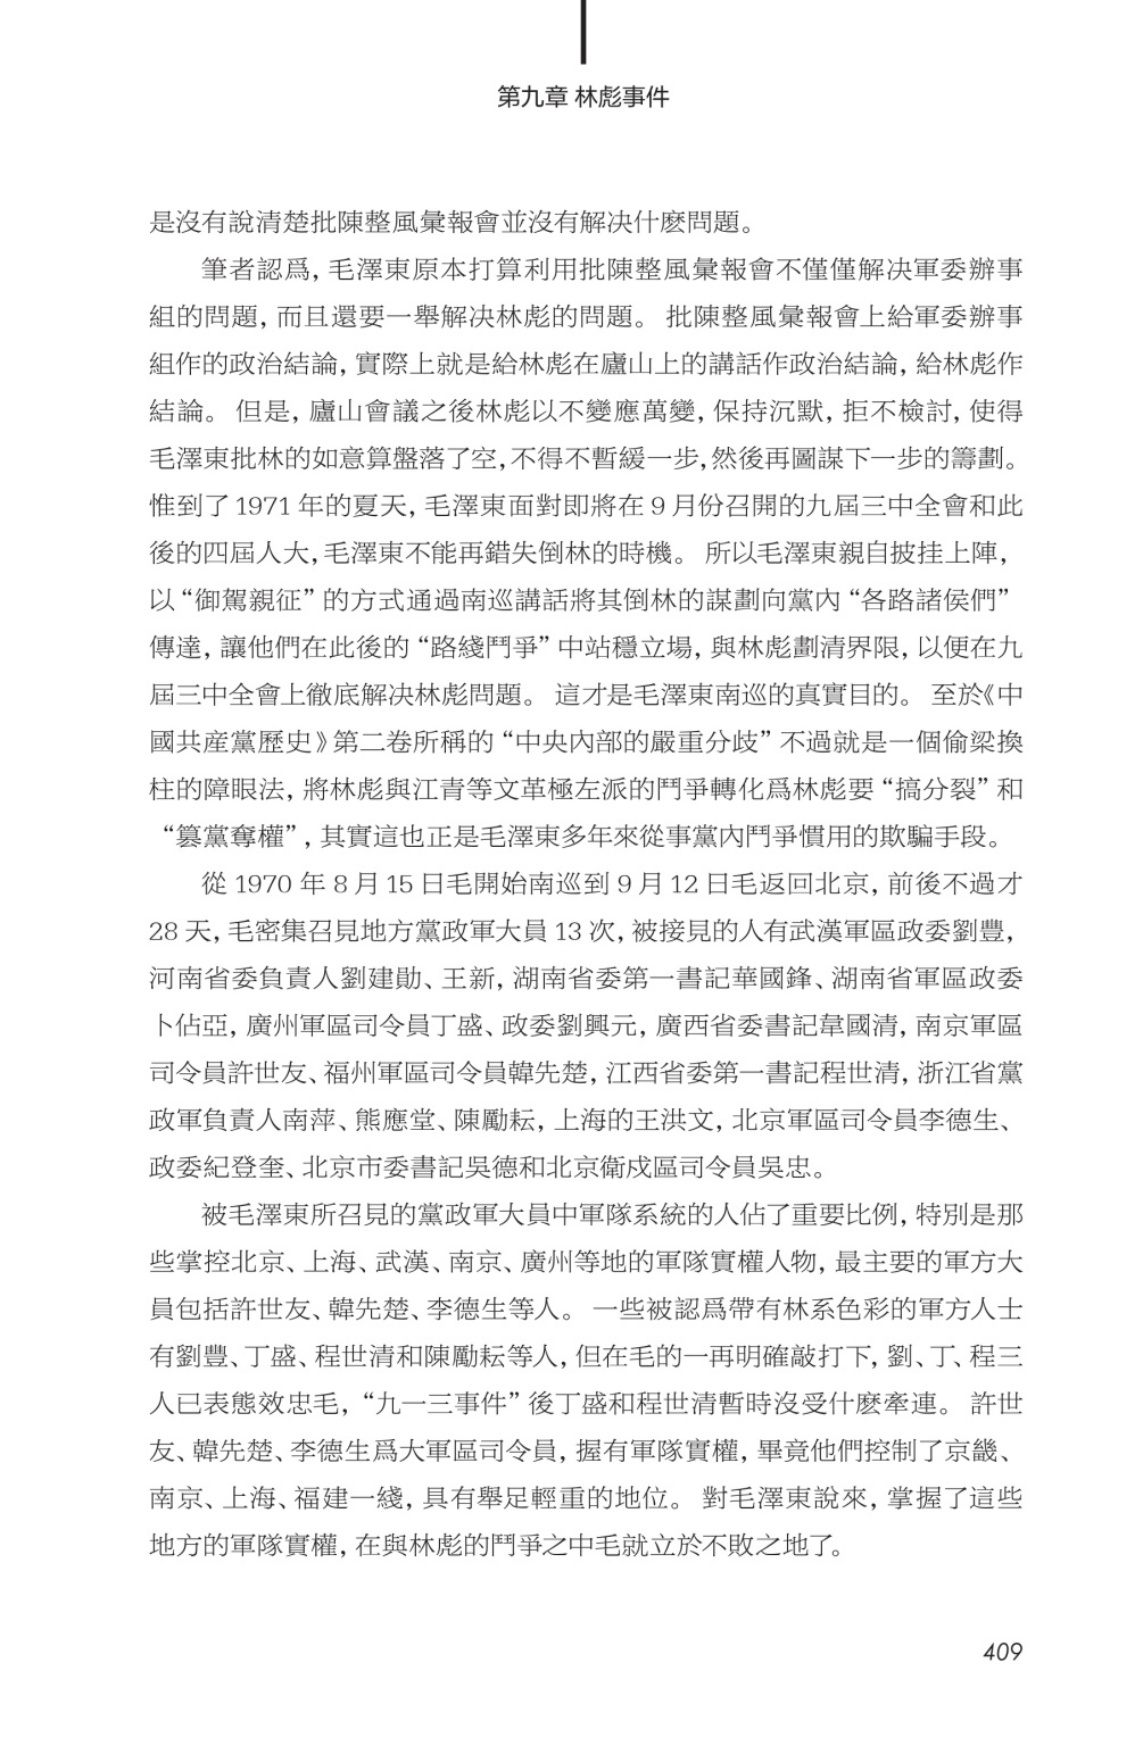 第九章 林彪事件
是沒有說清楚批陳整風彙報會並沒有解决什麽問題。
筆者認爲，毛澤東原本打算利用批陳整風彙報會不僅僅解决軍委辦事
組的問題，而且還要一舉解决林彪的問題。 批陳整風彙報會上給軍委辦事
組作的政治結論，實際上就是給林彪在廬山上的講話作政治結論，給林彪作
結論。 但是，廬山會議之後林彪以不變應萬變，保持沉默，拒不檢討，使得
毛澤東批林的如意算盤落了空，不得不暫緩一步，然後再圖謀下一步的籌劃。
惟到了 1971 年的夏天，毛澤東面對即將在 9 月份召開的九屆三中全會和此
後的四屆人大，毛澤東不能再錯失倒林的時機。 所以毛澤東親自披挂上陣，
以“御駕親征”的方式通過南巡講話將其倒林的謀劃向黨內“各路諸侯們”
傳達，讓他們在此後的“路綫鬥爭”中站穩立場，與林彪劃清界限，以便在九
屆三中全會上徹底解决林彪問題。 這才是毛澤東南巡的真實目的。 至於《中
國共産黨歷史》第二卷所稱的“中央內部的嚴重分歧”不過就是一個偷梁換
柱的障眼法，將林彪與江青等文革極左派的鬥爭轉化爲林彪要“搞分裂”和
“篡黨奪權”，其實這也正是毛澤東多年來從事黨內鬥爭慣用的欺騙手段。
從 1970 年 8 月 15 日毛開始南巡到 9 月 12 日毛返回北京，前後不過才
28 天，毛密集召見地方黨政軍大員 13 次，被接見的人有武漢軍區政委劉豐，
河南省委負責人劉建勛、王新，湖南省委第一書記華國鋒、湖南省軍區政委
卜佔亞，廣州軍區司令員丁盛、政委劉興元，廣西省委書記韋國清，南京軍區
司令員許世友、福州軍區司令員韓先楚，江西省委第一書記程世清，浙江省黨
政軍負責人南萍、熊應堂、陳勵耘，上海的王洪文，北京軍區司令員李德生、
政委紀登奎、北京市委書記吳德和北京衛戍區司令員吳忠。
被毛澤東所召見的黨政軍大員中軍隊系統的人佔了重要比例，特別是那
些掌控北京、上海、武漢、南京、廣州等地的軍隊實權人物，最主要的軍方大
員包括許世友、韓先楚、李德生等人。 一些被認爲帶有林系色彩的軍方人士
有劉豐、丁盛、程世清和陳勵耘等人，但在毛的一再明確敲打下，劉、丁、程三
人已表態效忠毛，“九一三事件”後丁盛和程世清暫時沒受什麽牽連。 許世
友、韓先楚、李德生爲大軍區司令員，握有軍隊實權，畢竟他們控制了京畿、
南京、上海、福建一綫，具有舉足輕重的地位。 對毛澤東說來，掌握了這些
地方的軍隊實權，在與林彪的鬥爭之中毛就立於不敗之地了。
409